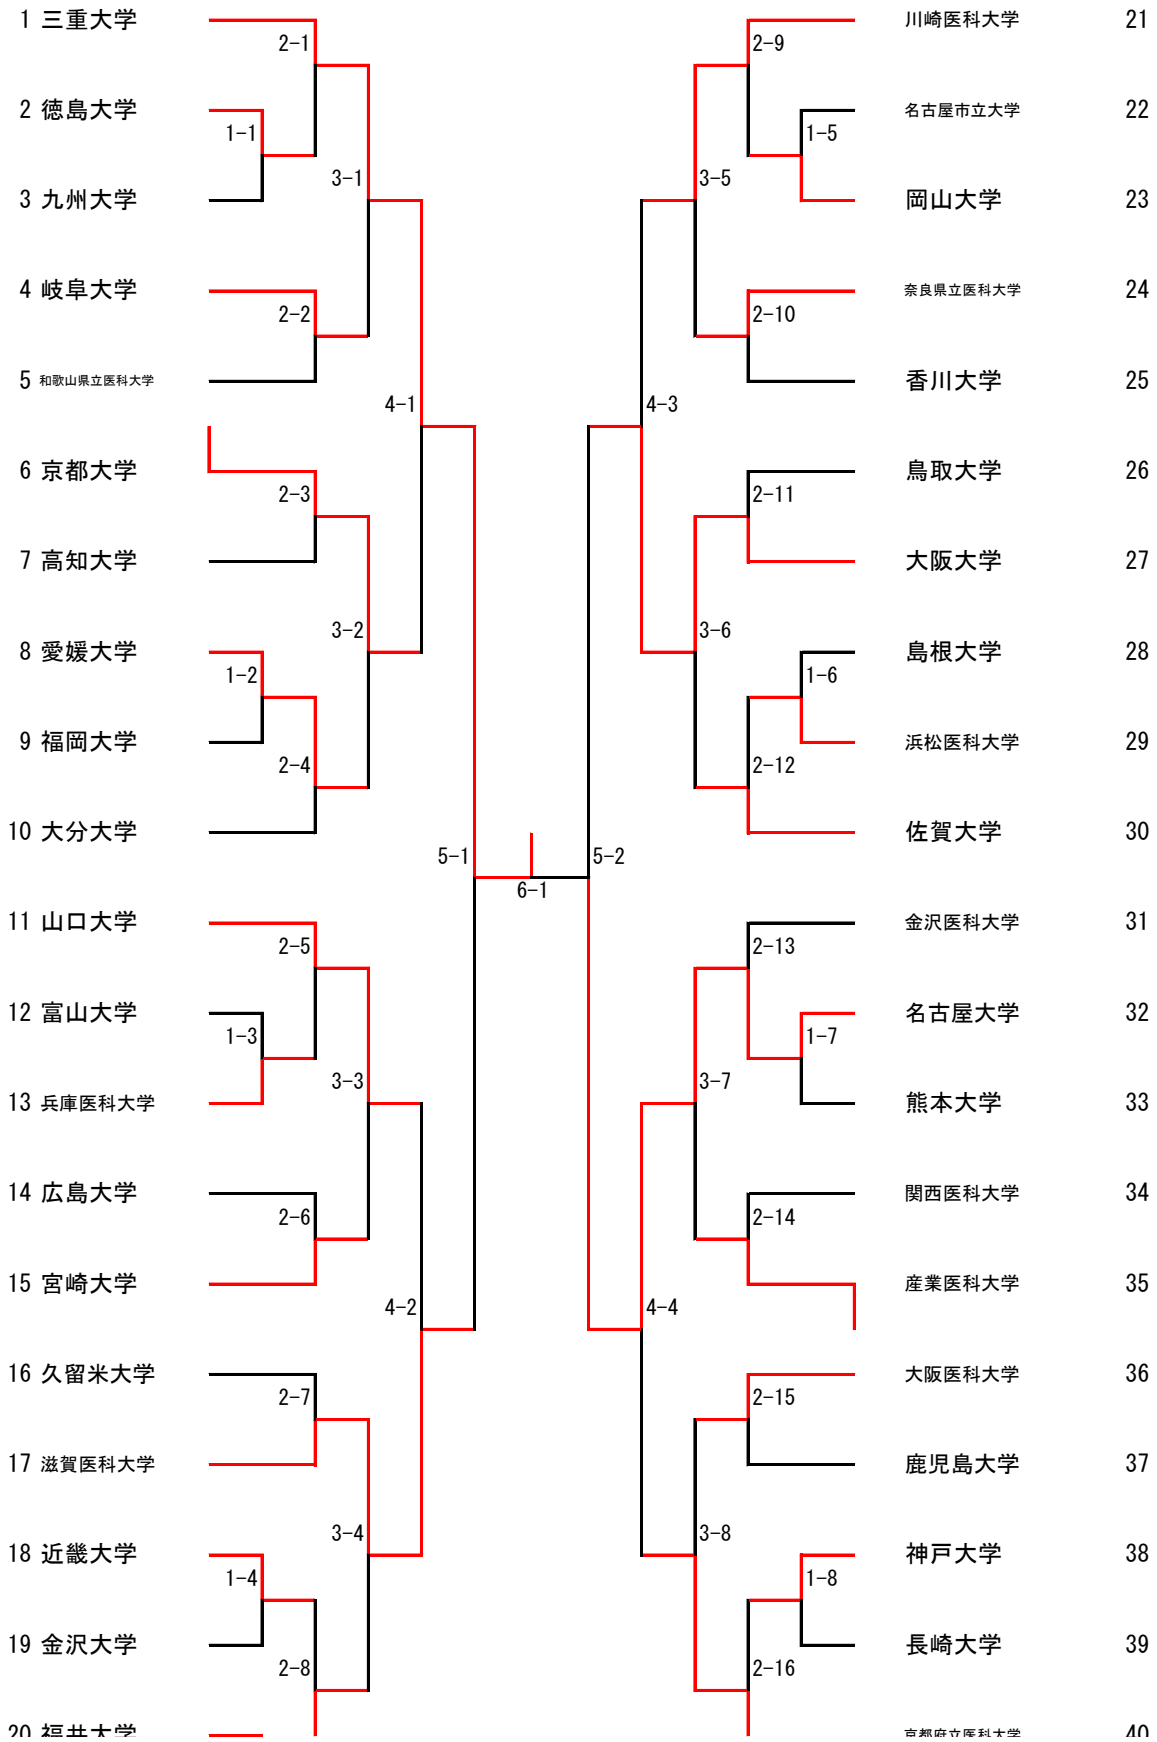 1 三重大学
2-1
2 徳島大学
1-1
3-1
3 九州大学
4 岐阜大学
2-2
5 和歌山県立医科大学
4-1
6 京都大学
2-3
7 高知大学
3-2
8 愛媛大学
1-2
9 福岡大学
2-4
10 大分大学
5-1
11 山口大学
2-5
12 富山大学
1-3
3-3
13 兵庫医科大学
14 広島大学
2-6
15 宮崎大学
4-2
16 久留米大学
2-7
17 滋賀医科大学
3-4
18 近畿大学
1-4
19 金沢大学
2-8
20 福井大学
6-1
川崎医科大学 21
2-9
名古屋市立大学 22
1-5
3-5
岡山大学 23
奈良県立医科大学 24
2-10
香川大学 25
4-3
鳥取大学 26
2-11
大阪大学 27
3-6
島根大学 28
1-6
浜松医科大学 29
2-12
佐賀大学 30
5-2
金沢医科大学 31
2-13
名古屋大学 32
1-7
3-7
熊本大学 33
関西医科大学 34
2-14
産業医科大学 35
4-4
大阪医科大学 36
2-15
鹿児島大学 37
3-8
神戸大学 38
1-8
長崎大学 39
2-16
京都府立医科大学 40